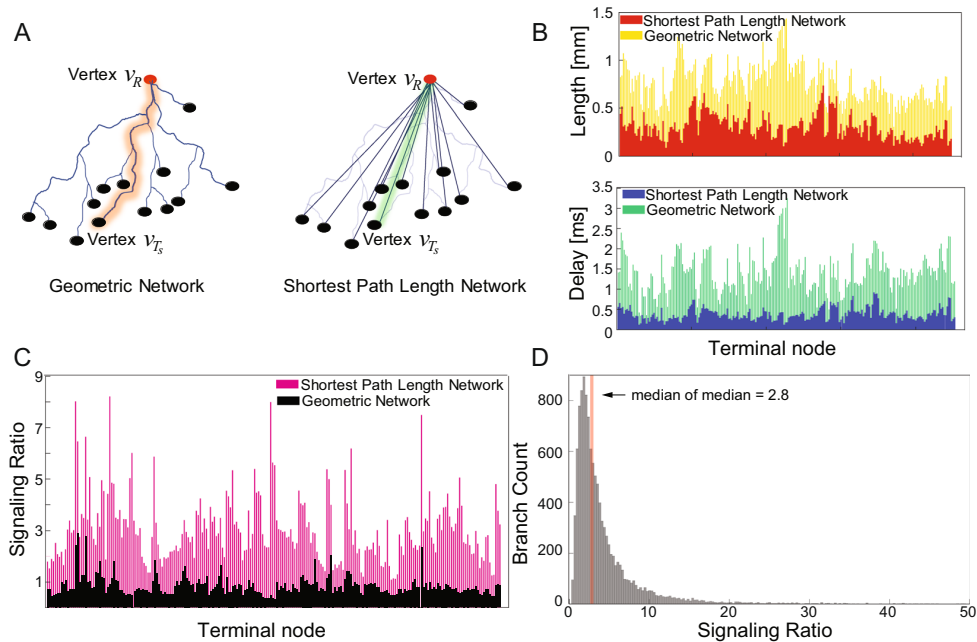 A
Vertex v_R
Vertex v_Ts
Geometric Network
Vertex v_R
Vertex v_Ts
Shortest Path Length Network
B
Length [mm]
1.5
1
0.5
0
Shortest Path Length Network
Geometric Network
Delay [ms]
3.5
3
2.5
2
1.5
1
0.5
0
Shortest Path Length Network
Geometric Network
Terminal node
C
Signaling Ratio
9
7
5
3
1
Shortest Path Length Network
Geometric Network
Terminal node
D
Branch Count
800
600
400
200
0
median of median = 2.8
0 10 20 30 40 50
Signaling Ratio